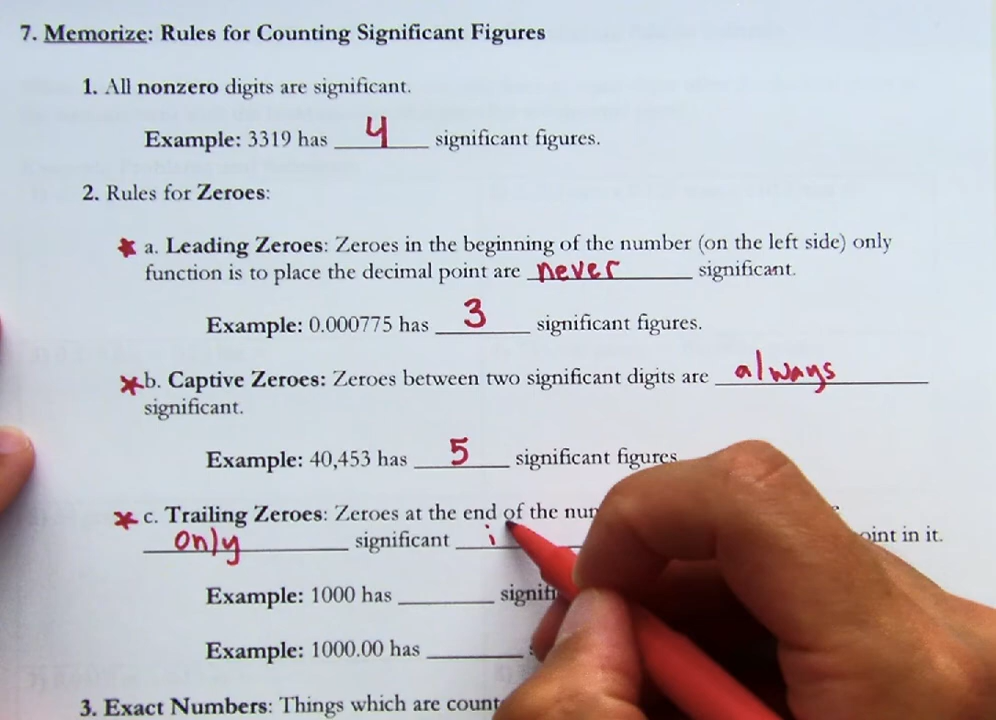 7. Memorize: Rules for Counting Significant Figures
1. All nonzero digits are significant.
Example: 3319 has 4 significant figures.
2. Rules for Zeroes:
a. Leading Zeroes: Zeroes in the beginning of the number (on the left side) only
function is to place the decimal point are never significant.
Example: 0.000775 has 3 significant figures.
b. Captive Zeroes: Zeroes between two significant digits are always
significant.
Example: 40,453 has 5 significant figures
c. Trailing Zeroes: Zeroes at the end of the
only significant i in it.
Example: 1000 has
Example: 1000.00 has
3. Exact Numbers: Things which are